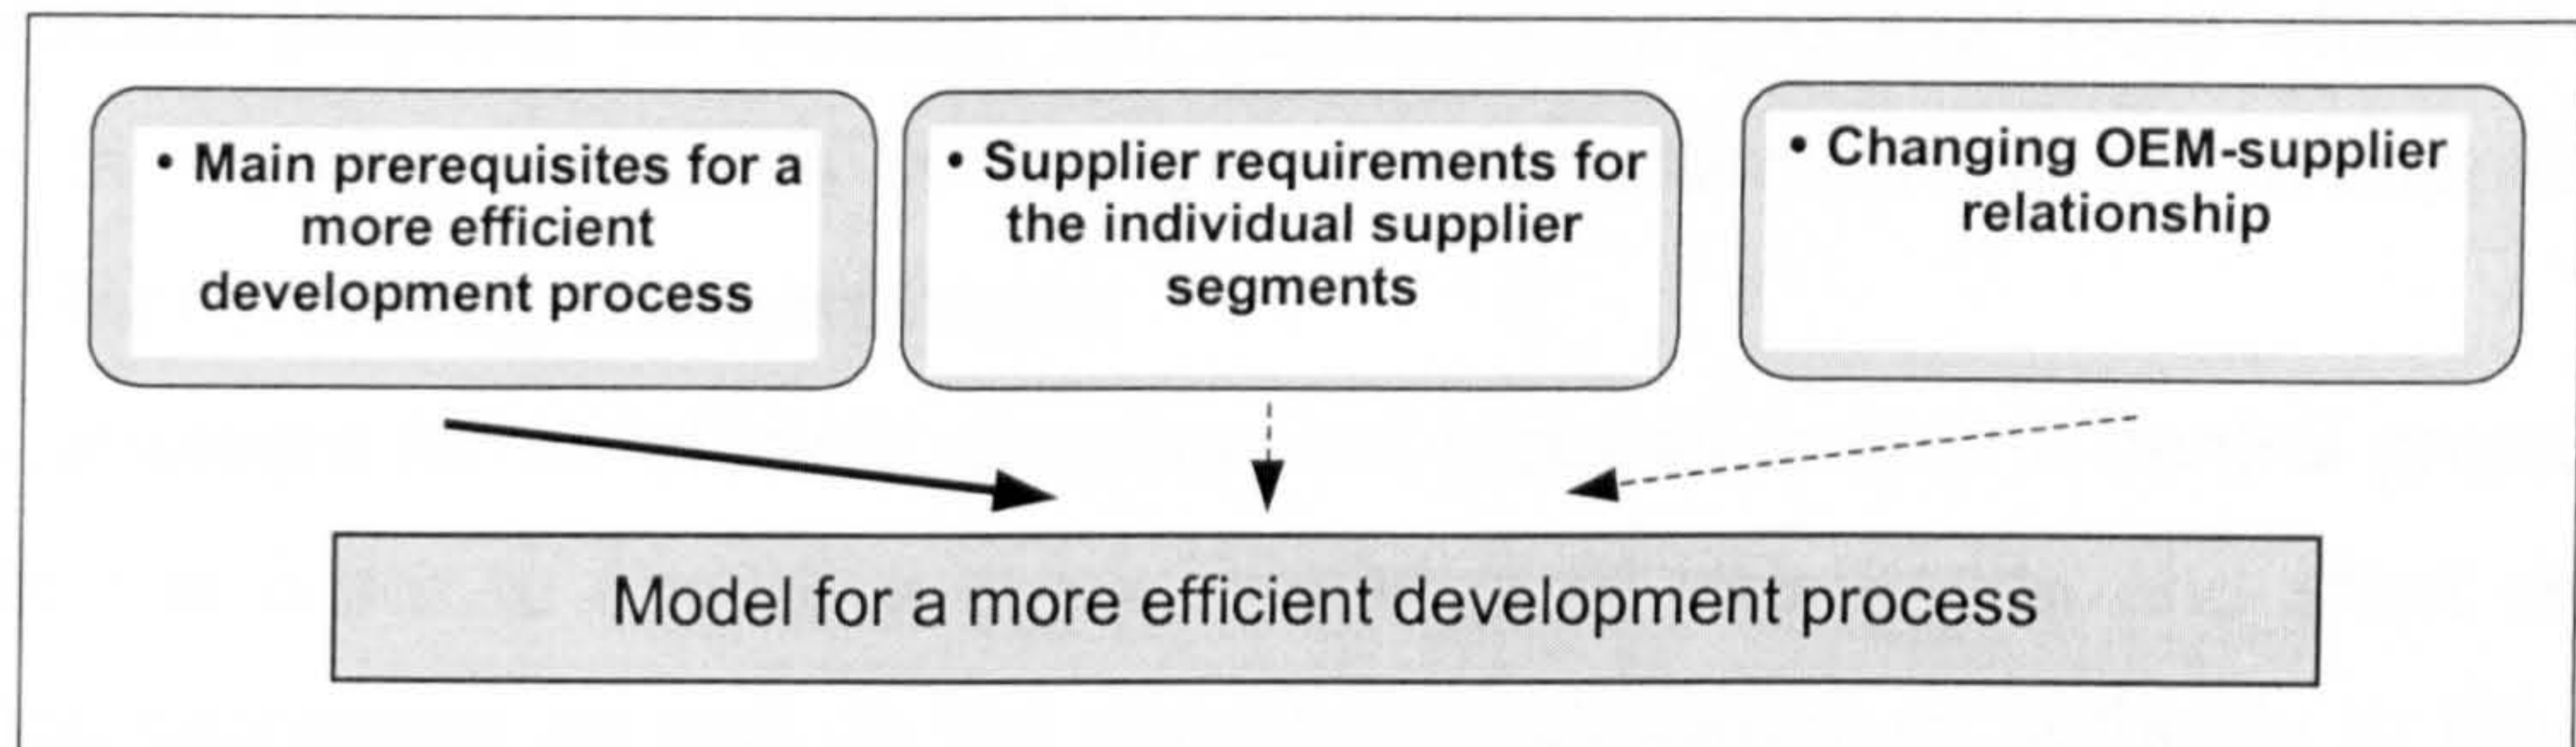 • Main prerequisites for a
more efficient
development process
• Supplier requirements for
the individual supplier
segments
• Changing OEM-supplier
relationship
Model for a more efficient development process